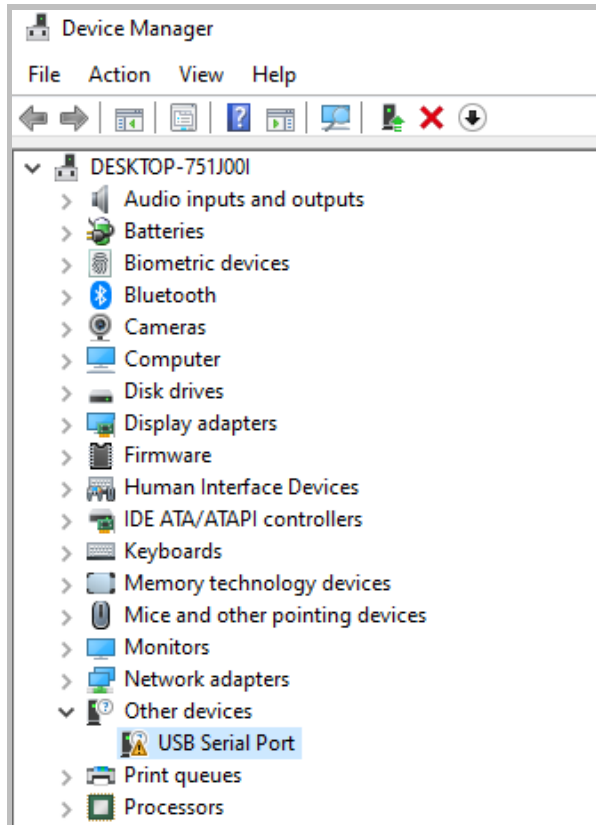 Device Manager
File Action View Help
DESKTOP-751J00I
Audio inputs and outputs
Batteries
Biometric devices
Bluetooth
Cameras
Computer
Disk drives
Display adapters
Firmware
Human Interface Devices
IDE ATA/ATAPI controllers
Keyboards
Memory technology devices
Mice and other pointing devices
Monitors
Network adapters
Other devices
USB Serial Port
Print queues
Processors